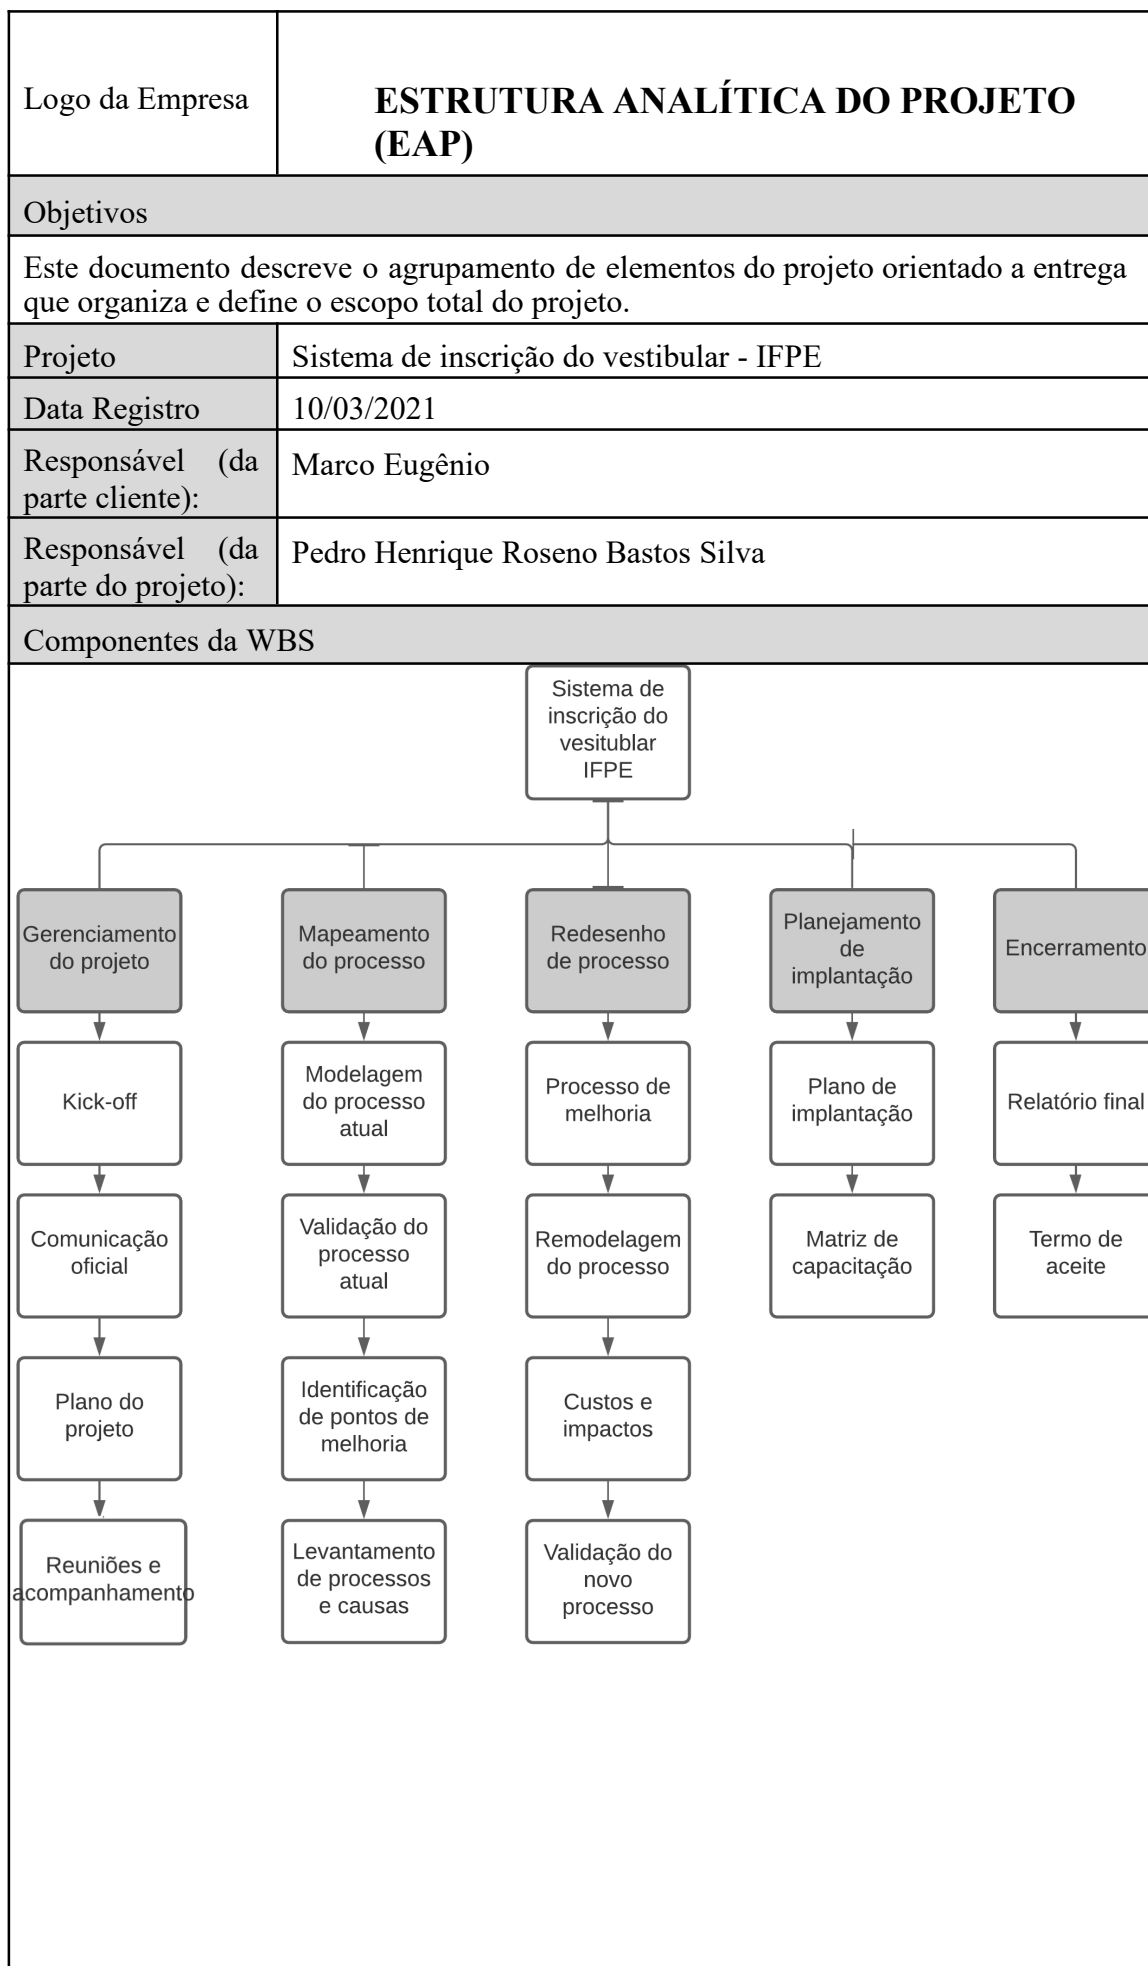 Logo da Empresa
ESTRUTURA ANALÍTICA DO PROJETO
(EAP)
Objetivos
Este documento descreve o agrupamento de elementos do projeto orientado a entrega
que organiza e define o escopo total do projeto.
Projeto
Sistema de inscrição do vestibular - IFPE
Data Registro
10/03/2021
Responsável (da
parte cliente):
Marco Eugênio
Responsável (da
parte do projeto):
Pedro Henrique Roseno Bastos Silva
Componentes da WBS
Sistema de
inscrição do
vesitublar
IFPE
Gerenciamento
do projeto
Kick-off
Comunicação
oficial
Plano do
projeto
Reuniões e
acompanhamento
Mapeamento
do processo
Modelagem
do processo
atual
Validação do
processo
atual
Identificação
de pontos de
melhoria
Levantamento
de processos
e causas
Redesenho
de processo
Processo de
melhoria
Remodelagem
do processo
Custos e
impactos
Validação do
novo
processo
Planejamento
de
implantação
Plano de
implantação
Matriz de
capacitação
Encerramento
Relatório final
Termo de
aceite